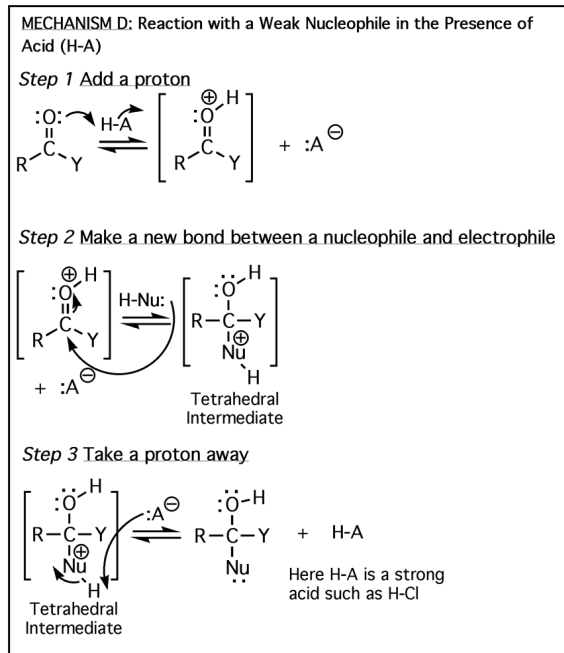 MECHANISM D: Reaction with a Weak Nucleophile in the Presence of
Acid (H-A)
Step 1 Add a proton
:O: H-A ⊕ H
:O
C C + :A ⊖
R Y R Y
Step 2 Make a new bond between a nucleophile and electrophile
⊕ H H
:O H-Nu: :O
C R-C-Y
R Y ⊕
Nu
+ :A ⊖ H
Tetrahedral
Intermediate
Step 3 Take a proton away
H :A ⊖ H
:O :O
R-C-Y R-C-Y + H-A
⊕
Nu Nu
H
Here H-A is a strong
acid such as H-Cl
Tetrahedral
Intermediate